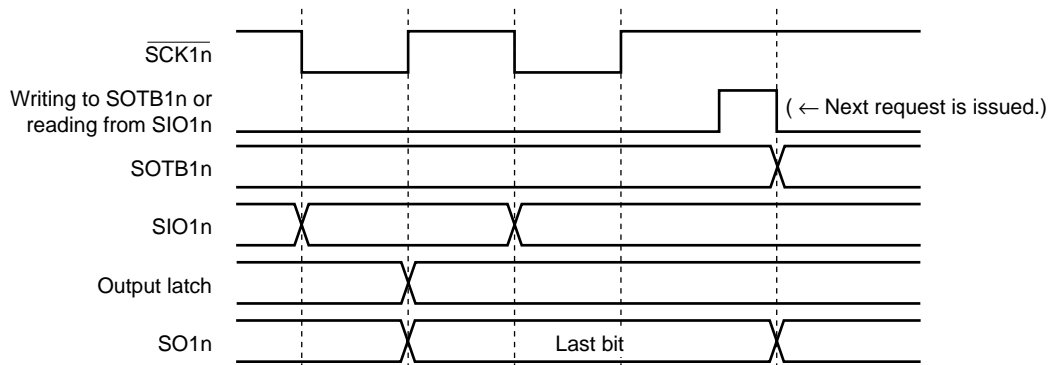 SCK1n
Writing to SOTB1n or
reading from SIO1n
( ← Next request is issued.)
SOTB1n
SIO1n
Output latch
SO1n
Last bit